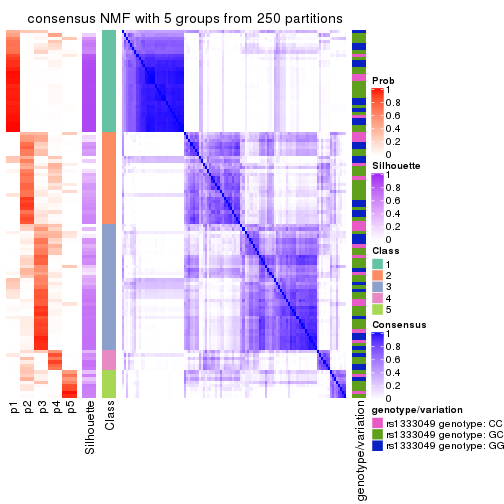 consensus NMF with 5 groups from 250 partitions
Prob
1
0.8
0.6
0.4
0.2
0
Silhouette
1
0.8
0.6
0.4
0.2
0
Class
1
2
3
4
5
Consensus
1
0.8
0.6
0.4
0.2
0
genotype/variation
rs1333049 genotype: CC
rs1333049 genotype: GC
rs1333049 genotype: GG
p1
p2
p3
p4
p5
Silhouette
Class
genotype/variation